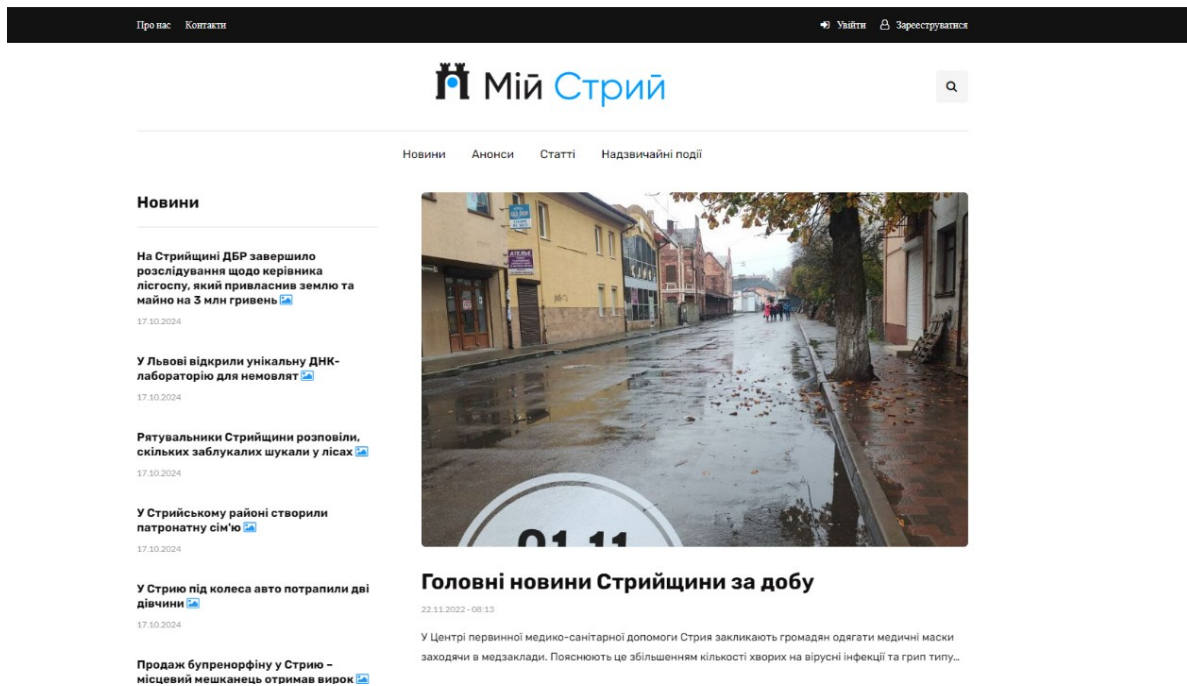 Про нас Контакти
Увійти Зареєструватися
Мій Стрий
Новини Анонси Статті Надзвичайні події
Новини
На Стрийщині ДБР завершило
розслідування щодо керівника
лісгоспу, який привласнив землю та
майно на 3 млн гривень
17.10.2024
У Львові відкрили унікальну ДНК-
лабораторію для немовлят
17.10.2024
Рятувальники Стрийщини розповіли,
скількох заблукалих шукали у лісах
17.10.2024
У Стрийському районі створили
патронатну сім'ю
17.10.2024
У Стрию під колеса авто потрапили дві
дівчини
17.10.2024
Продаж бупренорфіну у Стрию –
місцевий мешканець отримав вирок
АТЕЛЬЄ
01.11
Головні новини Стрийщини за добу
22.11.2022 - 08:13
У Центрі первинної медико-санітарної допомоги Стрия закликають громадян одягати медичні маски
заходячи в медзаклади. Пояснюють це збільшенням кількості хворих на вірусні інфекції та грип типу...